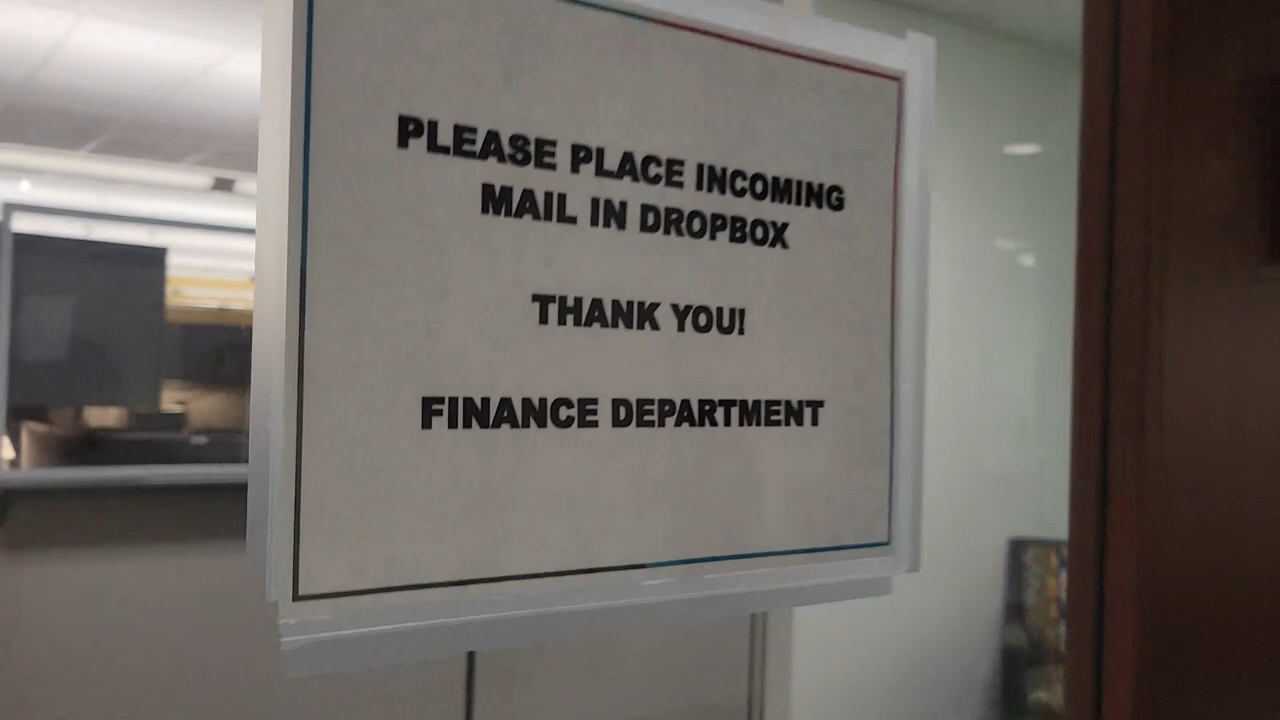 PLEASE PLACE INCOMING
MAIL IN DROPBOX
THANK YOU!
FINANCE DEPARTMENT